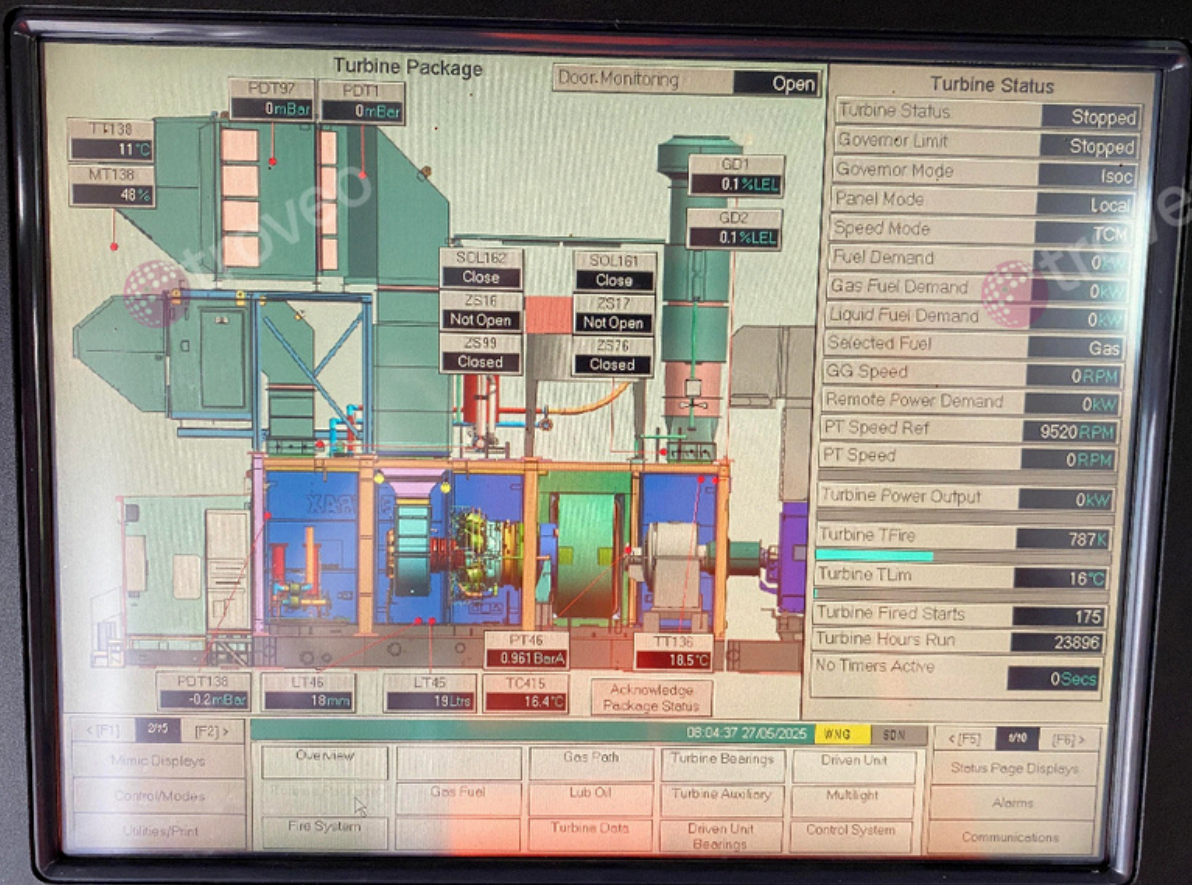 Turbine Package
Door Monitoring Open
PDT97
0mBar
PDT1
0mBar
TT138
11°C
MT138
48%
GD1
0.1%LEL
GD2
0.1%LEL
SOL162
Close
ZS16
Not Open
ZS99
Closed
SOL161
Close
ZS17
Not Open
ZS76
Closed
PT46
0.961BarA
TT136
18.5°C
PDT138
-0.2mBar
LT46
18mm
LT45
19Ltrs
TC415
16.4°C
Acknowledge
Package Status
Turbine Status
Turbine Status Stopped
Governor Limit Stopped
Governor Mode Isoc
Panel Mode Local
Speed Mode TCM
Fuel Demand 0kW
Gas Fuel Demand 0kW
Liquid Fuel Demand 0kW
Selected Fuel Gas
GG Speed 0RPM
Remote Power Demand 0kW
PT Speed Ref 9520RPM
PT Speed 0RPM
Turbine Power Output 0kW
Turbine TFire 787K
Turbine TLim 16°C
Turbine Fired Starts 175
Turbine Hours Run 23896
No Timers Active 0Secs
08:04:37 27/05/2025 WNG SDN
<[F1] 2/15 [F2]>
Mimic Displays
Control/Modes
Utilities/Print
Overview
Turbine Package
Fire System
Gas Fuel
Gas Path
Lub Oil
Turbine Data
Turbine Bearings
Turbine Auxiliary
Driven Unit
Bearings
Driven Unit
Multilight
Control System
<[F5] 1/10 [F6]>
Status Page Displays
Alarms
Communications
troveo
troveo